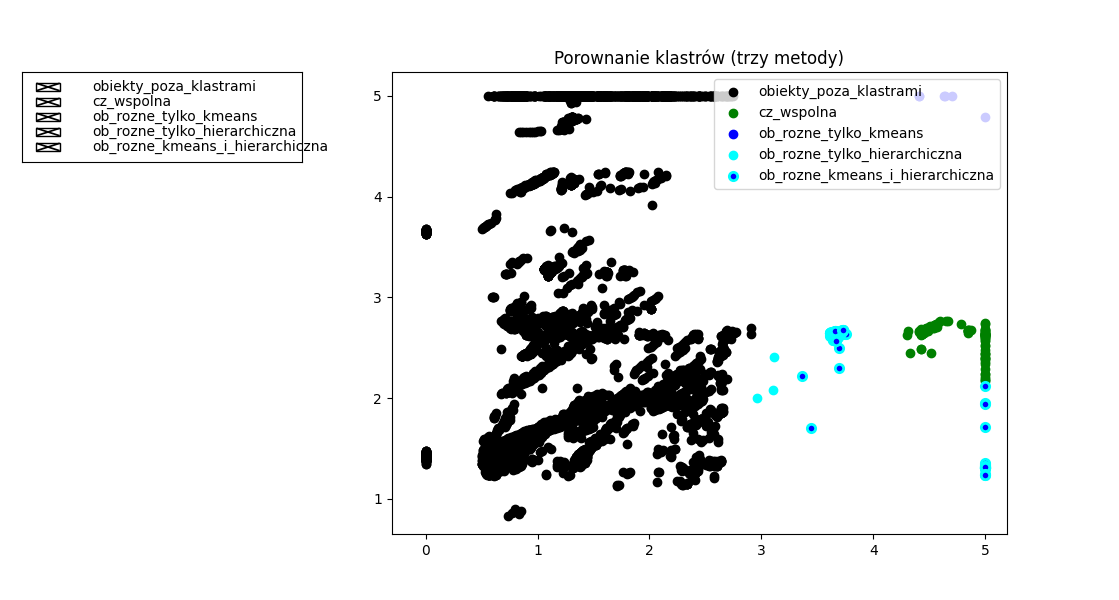 Porownanie klastrów (trzy metody)
obiekty_poza_klastrami
cz_wspolna
ob_rozne_tylko_kmeans
ob_rozne_tylko_hierarchiczna
ob_rozne_kmeans_i_hierarchiczna
obiekty_poza_klastrami
cz_wspolna
ob_rozne_tylko_kmeans
ob_rozne_tylko_hierarchiczna
ob_rozne_kmeans_i_hierarchiczna
5
4
3
2
1
0 1 2 3 4 5